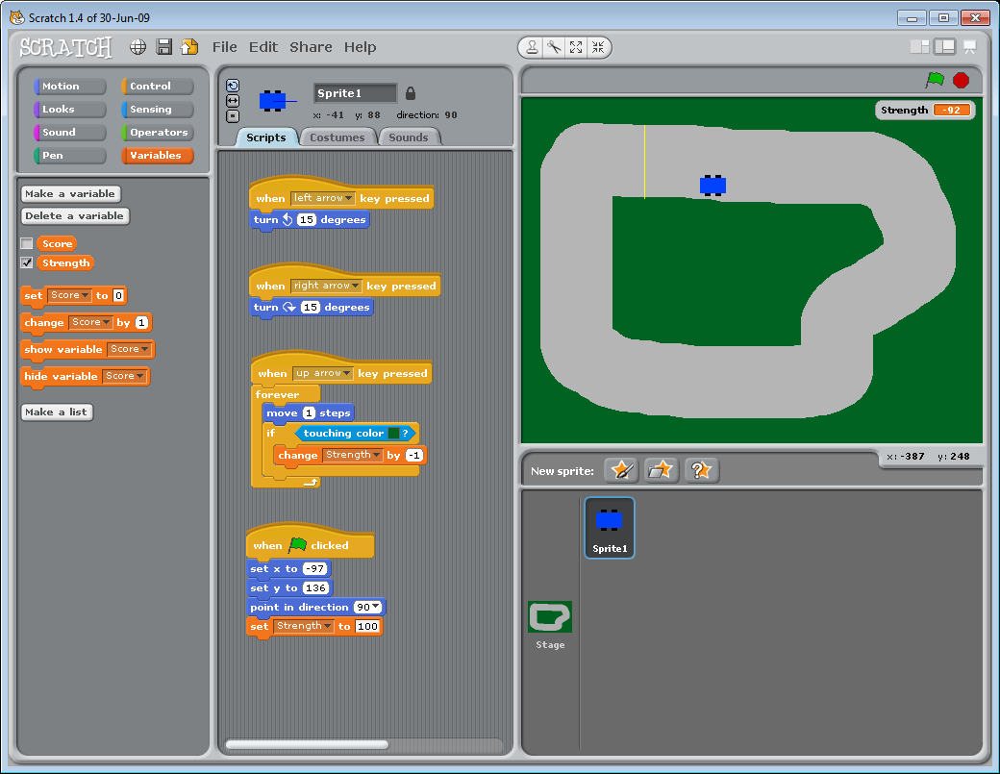 Scratch 1.4 of 30-Jun-09
SCRATCH File Edit Share Help
Motion Control
Looks Sensing
Sound Operators
Pen Variables
Make a variable
Delete a variable
Score
Strength
set Score to 0
change Score by 1
show variable Score
hide variable Score
Make a list
Sprite1
x: -41 y: 88 direction: 90
Scripts Costumes Sounds
when left arrow key pressed
turn 15 degrees
when right arrow key pressed
turn 15 degrees
when up arrow key pressed
forever
move 1 steps
if touching color ?
change Strength by -1
when clicked
set x to -97
set y to 136
point in direction 90
set Strength to 100
Strength -92
x: -387 y: 248
New sprite:
Sprite1
Stage